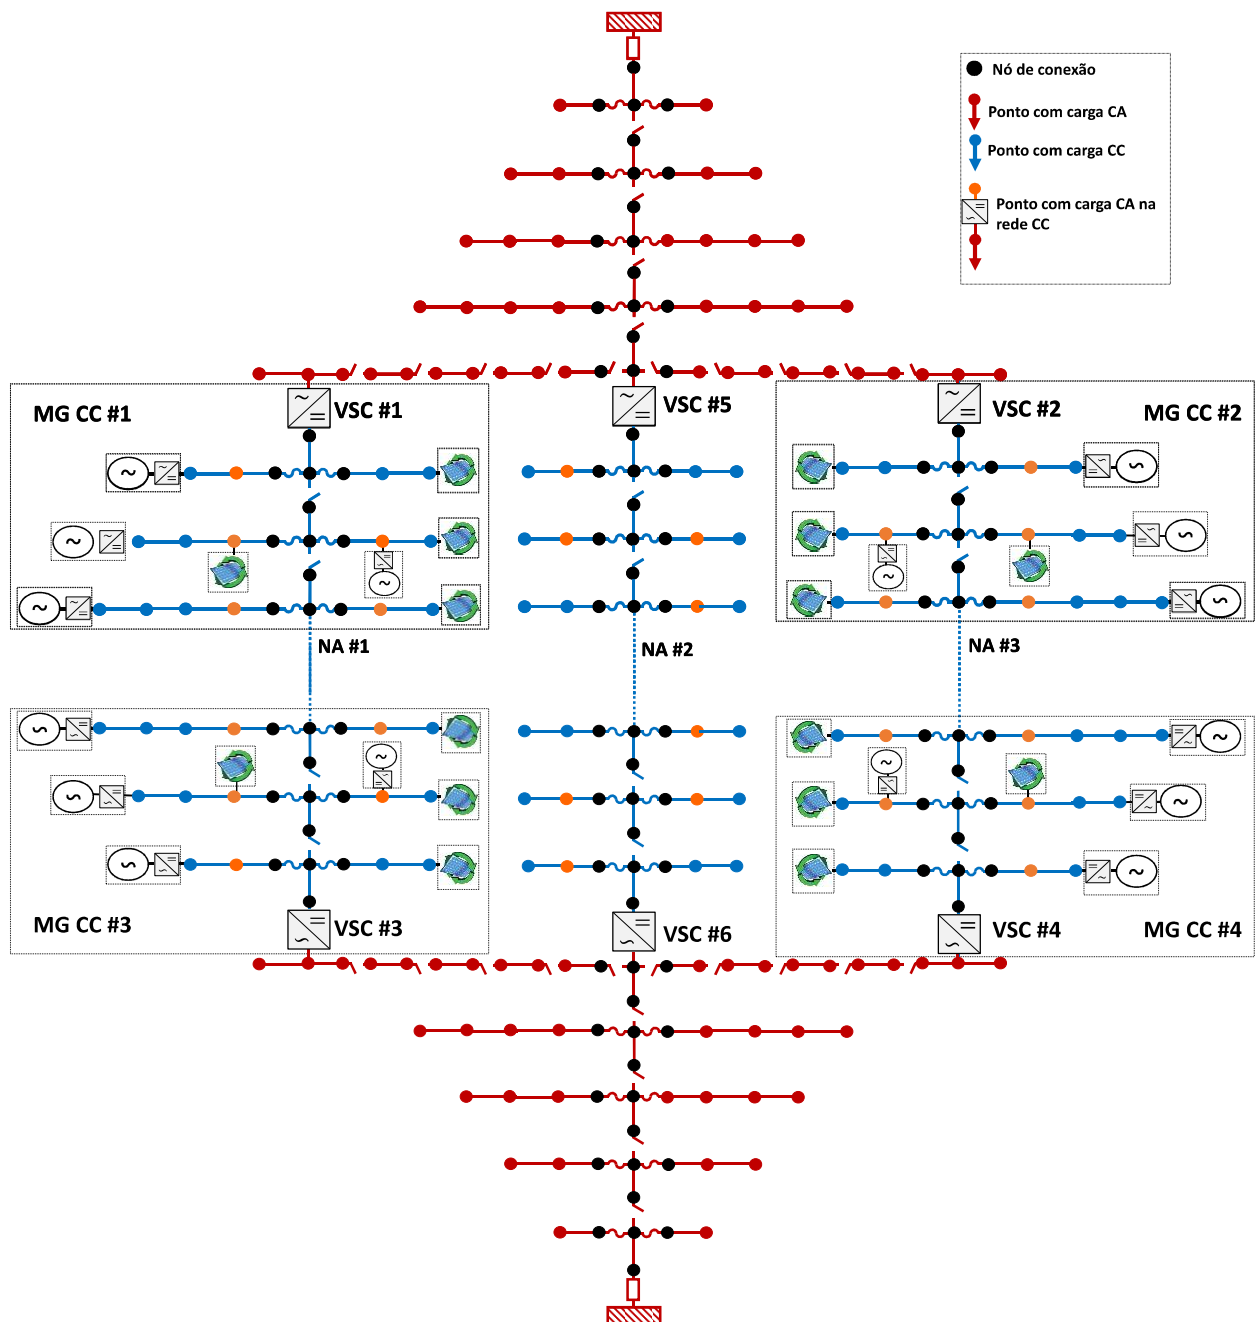 Nó de conexão
Ponto com carga CA
Ponto com carga CC
Ponto com carga CA na
rede CC
MG CC #1
VSC #1
VSC #5
VSC #2
MG CC #2
NA #1
NA #2
NA #3
MG CC #3
VSC #3
VSC #6
VSC #4
MG CC #4